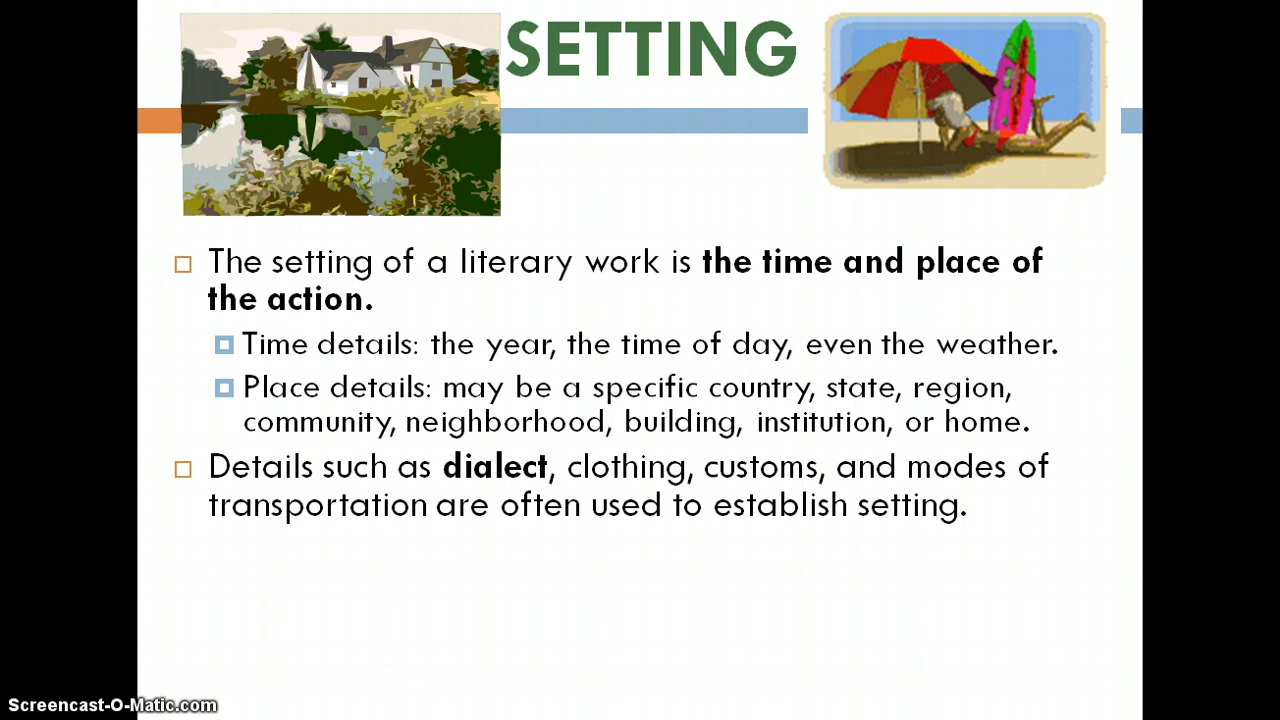 SETTING
The setting of a literary work is the time and place of
the action.
Time details: the year, the time of day, even the weather.
Place details: may be a specific country, state, region,
community, neighborhood, building, institution, or home.
Details such as dialect, clothing, customs, and modes of
transportation are often used to establish setting.
Screencast-O-Matic.com